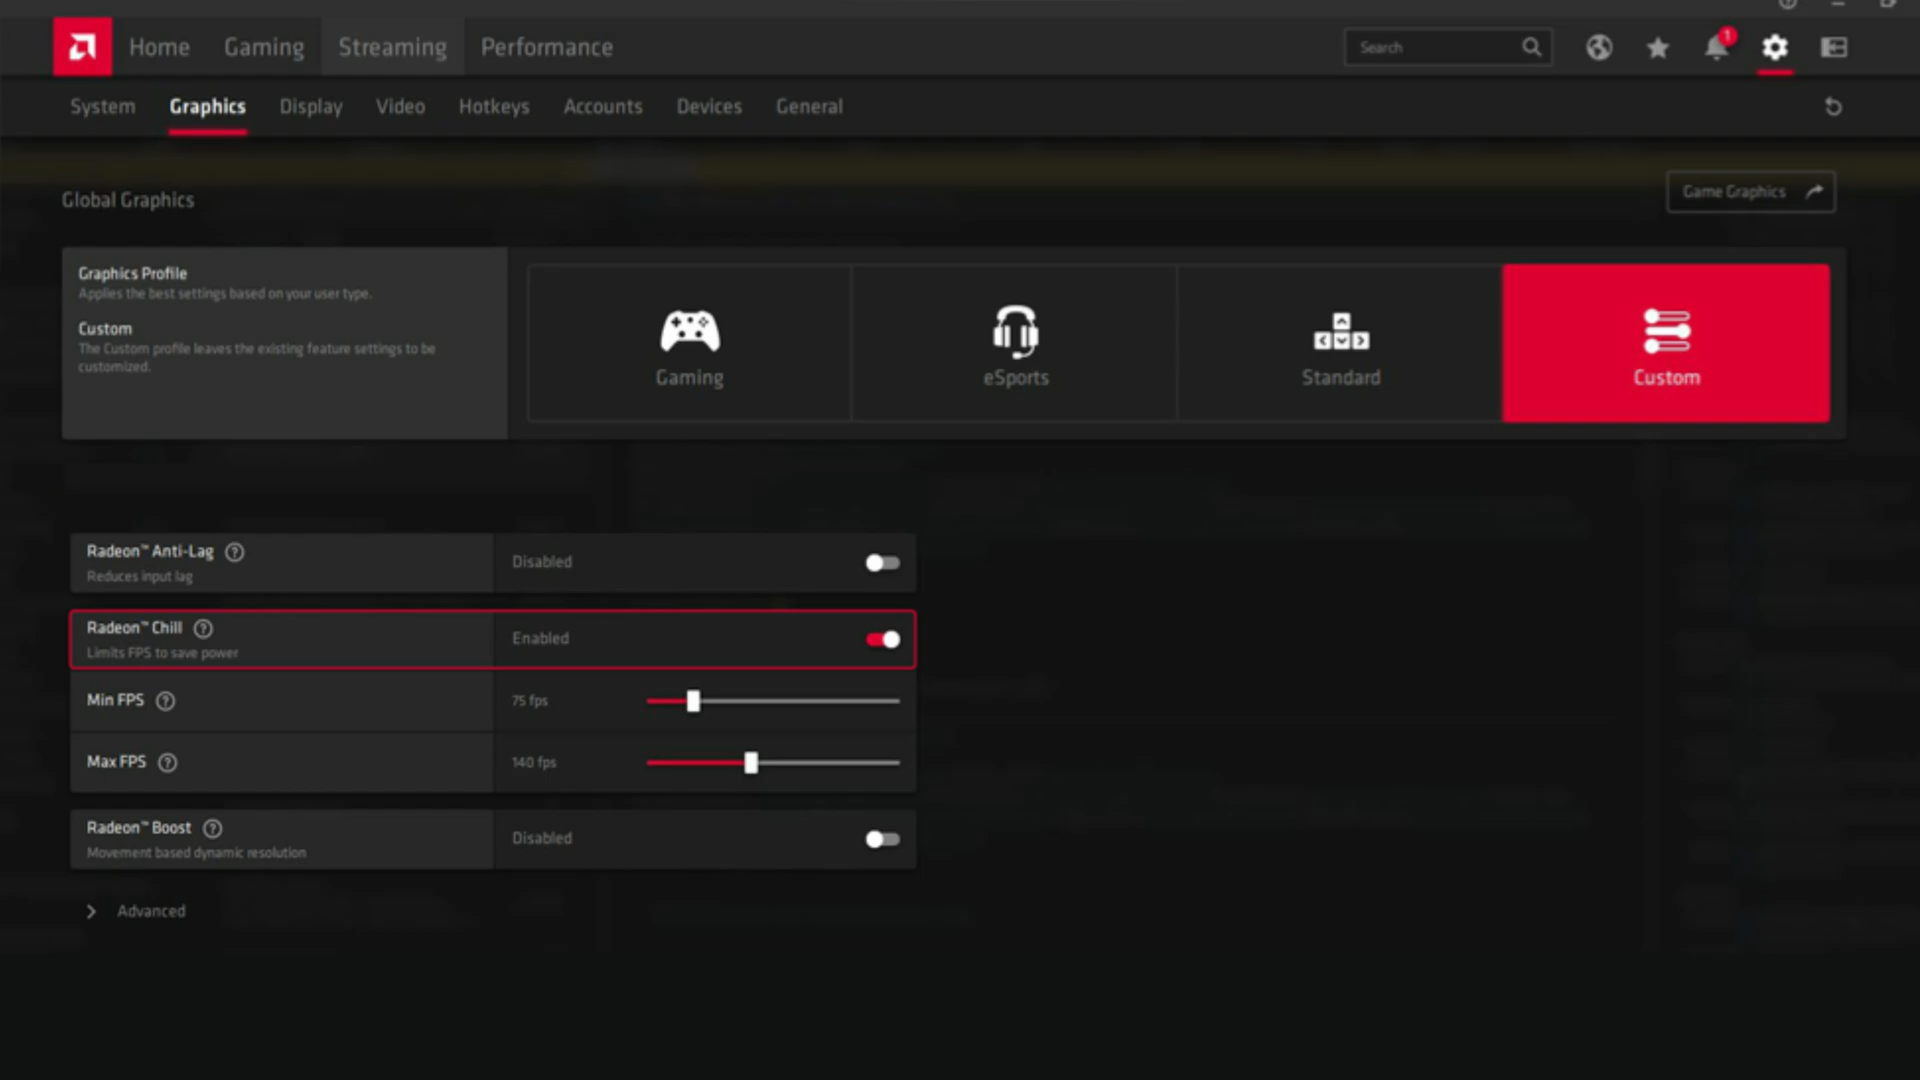 Home Gaming Streaming Performance
Search
1
System Graphics Display Video Hotkeys Accounts Devices General
Global Graphics
Game Graphics
Graphics Profile
Applies the best settings based on your user type.
Custom
The Custom profile leaves the existing feature settings to be
customized.
Gaming
eSports
Standard
Custom
Radeon™ Anti-Lag ?
Reduces input lag
Disabled
Radeon™ Chill ?
Limits FPS to save power
Enabled
Min FPS ?
75 fps
Max FPS ?
140 fps
Radeon™ Boost ?
Movement based dynamic resolution
Disabled
Advanced